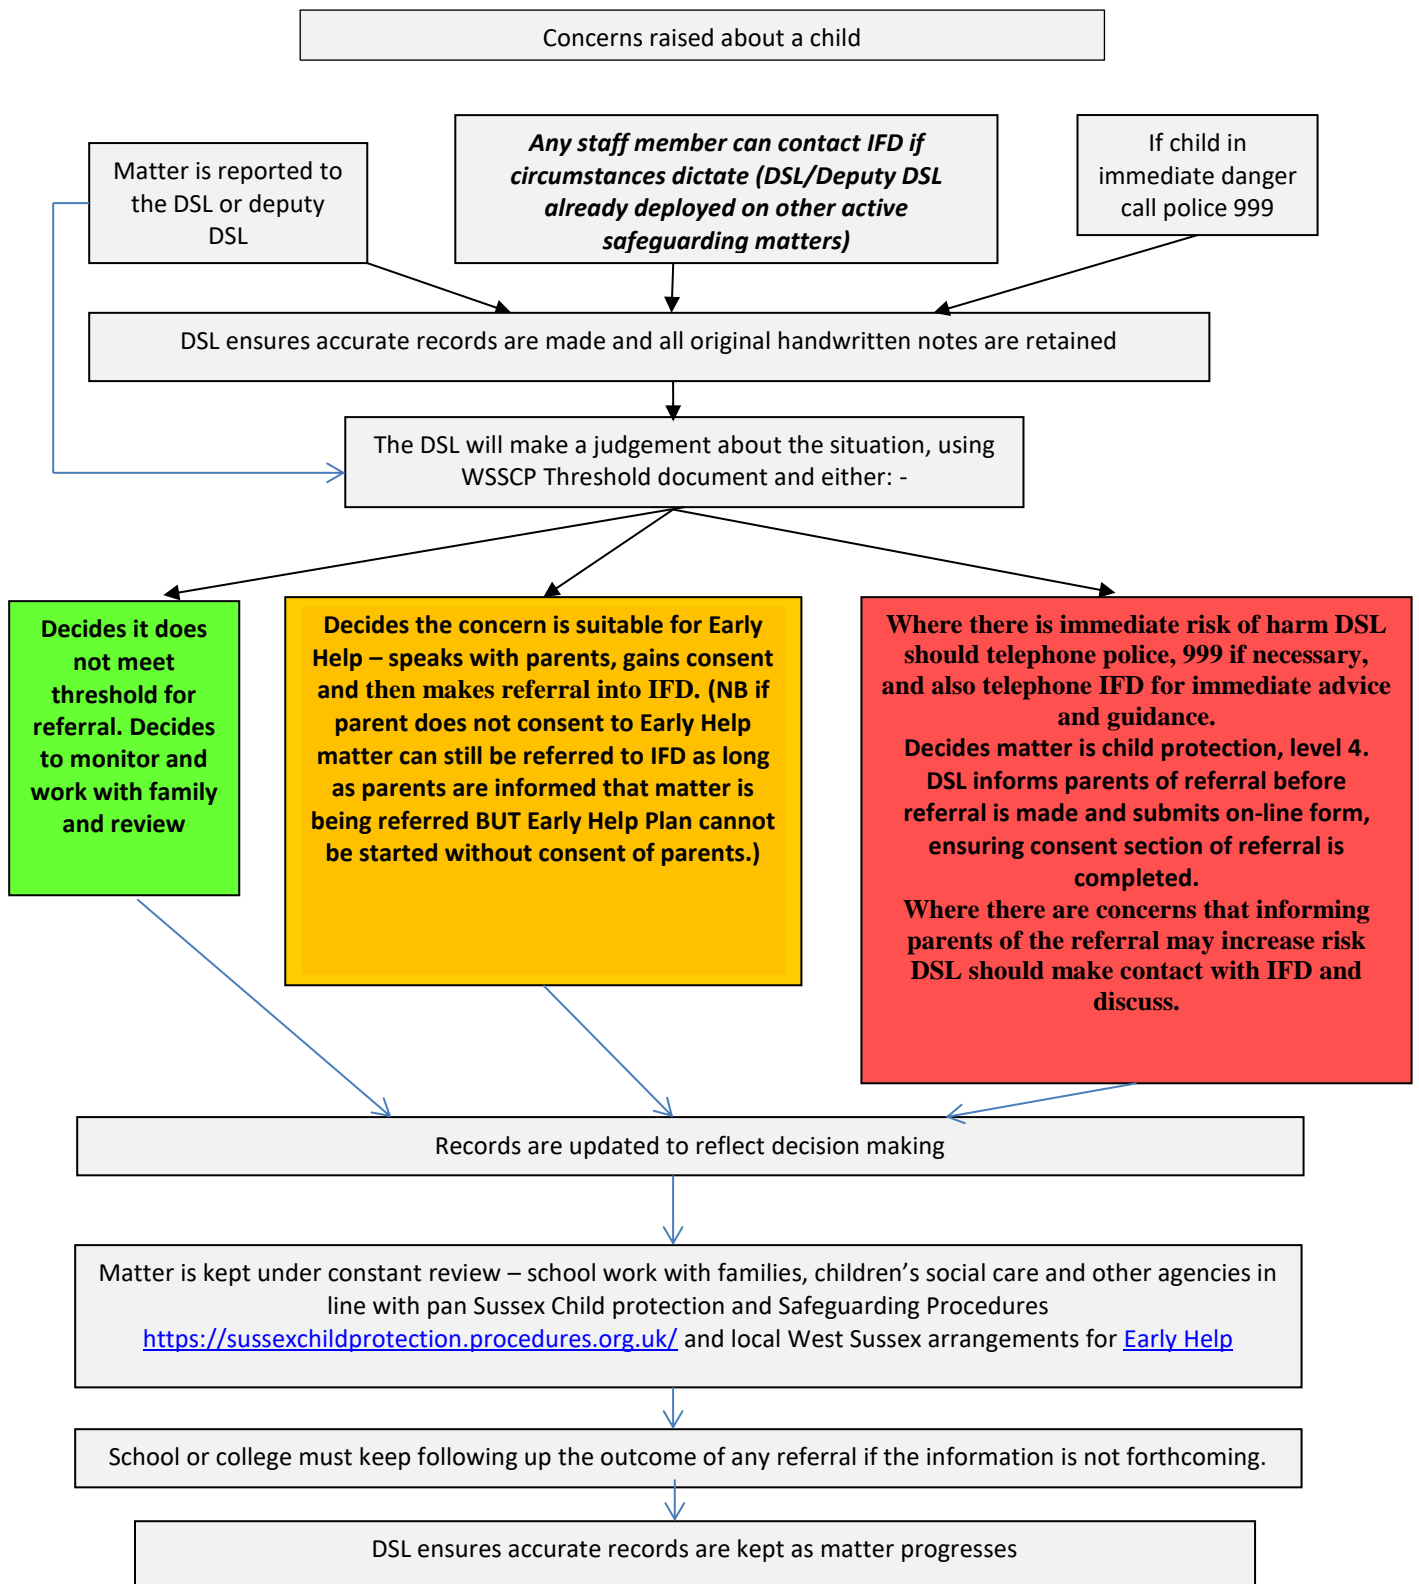 Concerns raised about a child
Matter is reported to
the DSL or deputy
DSL
Any staff member can contact IFD if
circumstances dictate (DSL/Deputy DSL
already deployed on other active
safeguarding matters)
If child in
immediate danger
call police 999
DSL ensures accurate records are made and all original handwritten notes are retained
The DSL will make a judgement about the situation, using
WSSCP Threshold document and either: -
Decides it does
not meet
threshold for
referral. Decides
to monitor and
work with family
and review
Decides the concern is suitable for Early
Help – speaks with parents, gains consent
and then makes referral into IFD. (NB if
parent does not consent to Early Help
matter can still be referred to IFD as long
as parents are informed that matter is
being referred BUT Early Help Plan cannot
be started without consent of parents.)
Where there is immediate risk of harm DSL
should telephone police, 999 if necessary,
and also telephone IFD for immediate advice
and guidance.
Decides matter is child protection, level 4.
DSL informs parents of referral before
referral is made and submits on-line form,
ensuring consent section of referral is
completed.
Where there are concerns that informing
parents of the referral may increase risk
DSL should make contact with IFD and
discuss.
Records are updated to reflect decision making
Matter is kept under constant review – school work with families, children’s social care and other agencies in
line with pan Sussex Child protection and Safeguarding Procedures
https://sussexchildprotection.procedures.org.uk/ and local West Sussex arrangements for Early Help
School or college must keep following up the outcome of any referral if the information is not forthcoming.
DSL ensures accurate records are kept as matter progresses